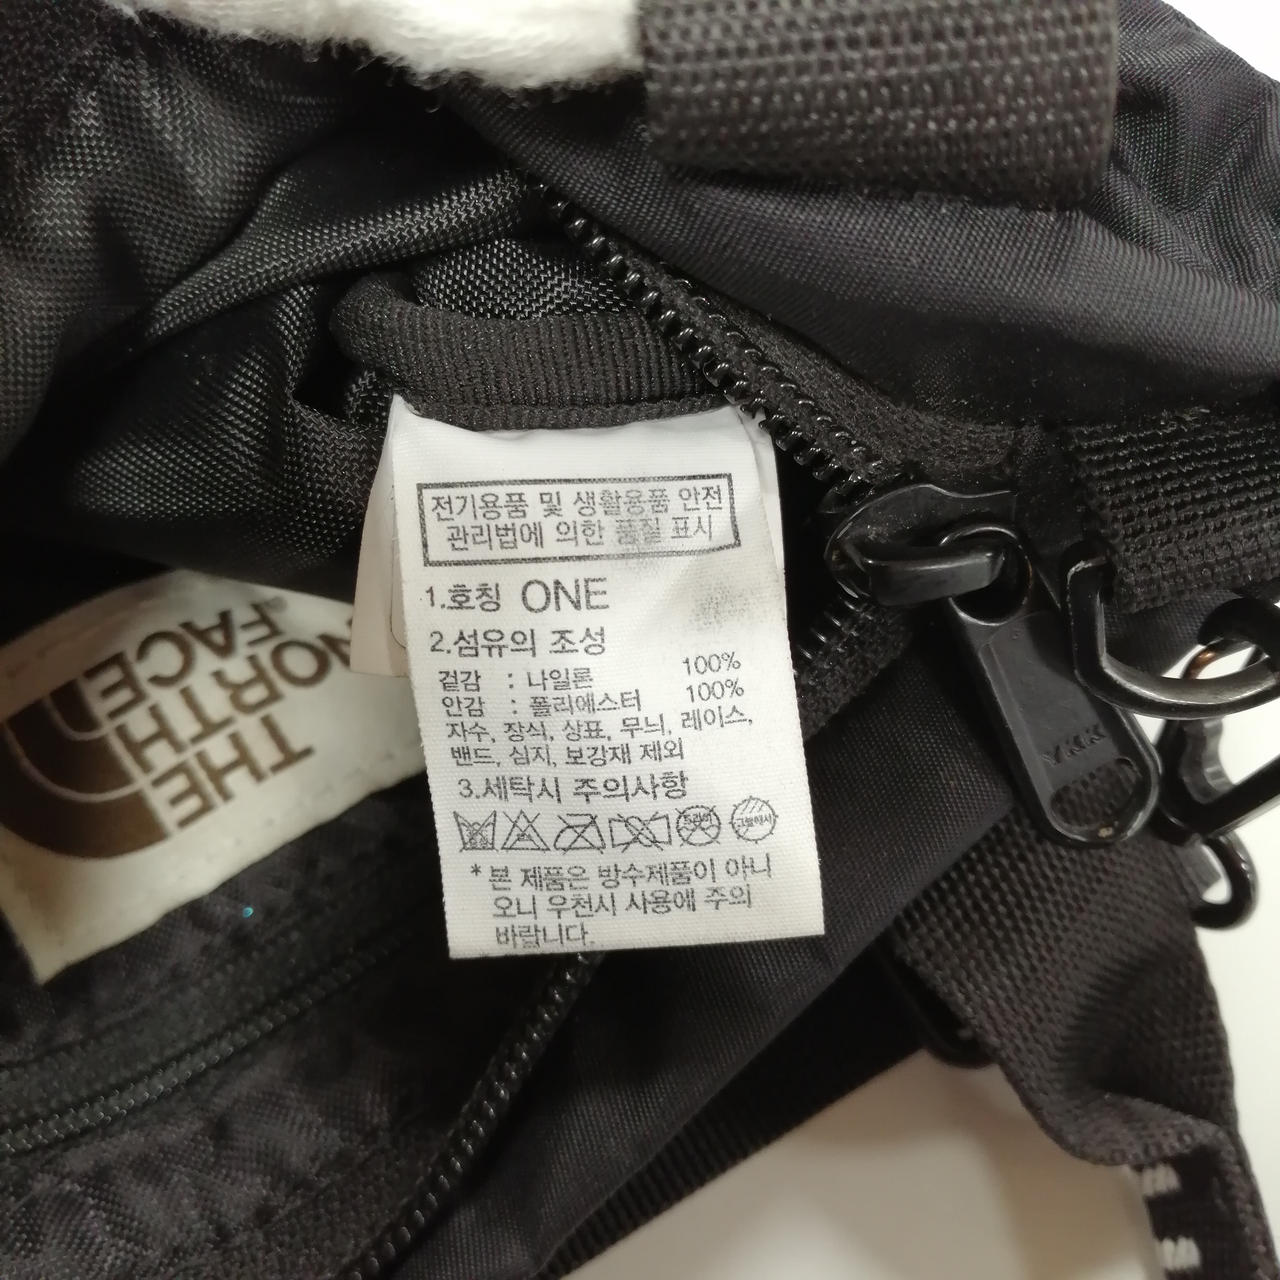 전기용품 및 생활용품 안전
관리법에 의한 품질 표시
1.호칭 ONE
2.섬유의 조성
겉감 : 나일론 100%
안감 : 폴리에스터 100%
자수, 장식, 상표, 무늬, 레이스,
밴드, 심지, 보강재 제외
3.세탁시 주의사항
드라이
*본 제품은 방수제품이 아니
오니 우천시 사용에 주의
바랍니다.
THE
NORTH
FACE
YKK